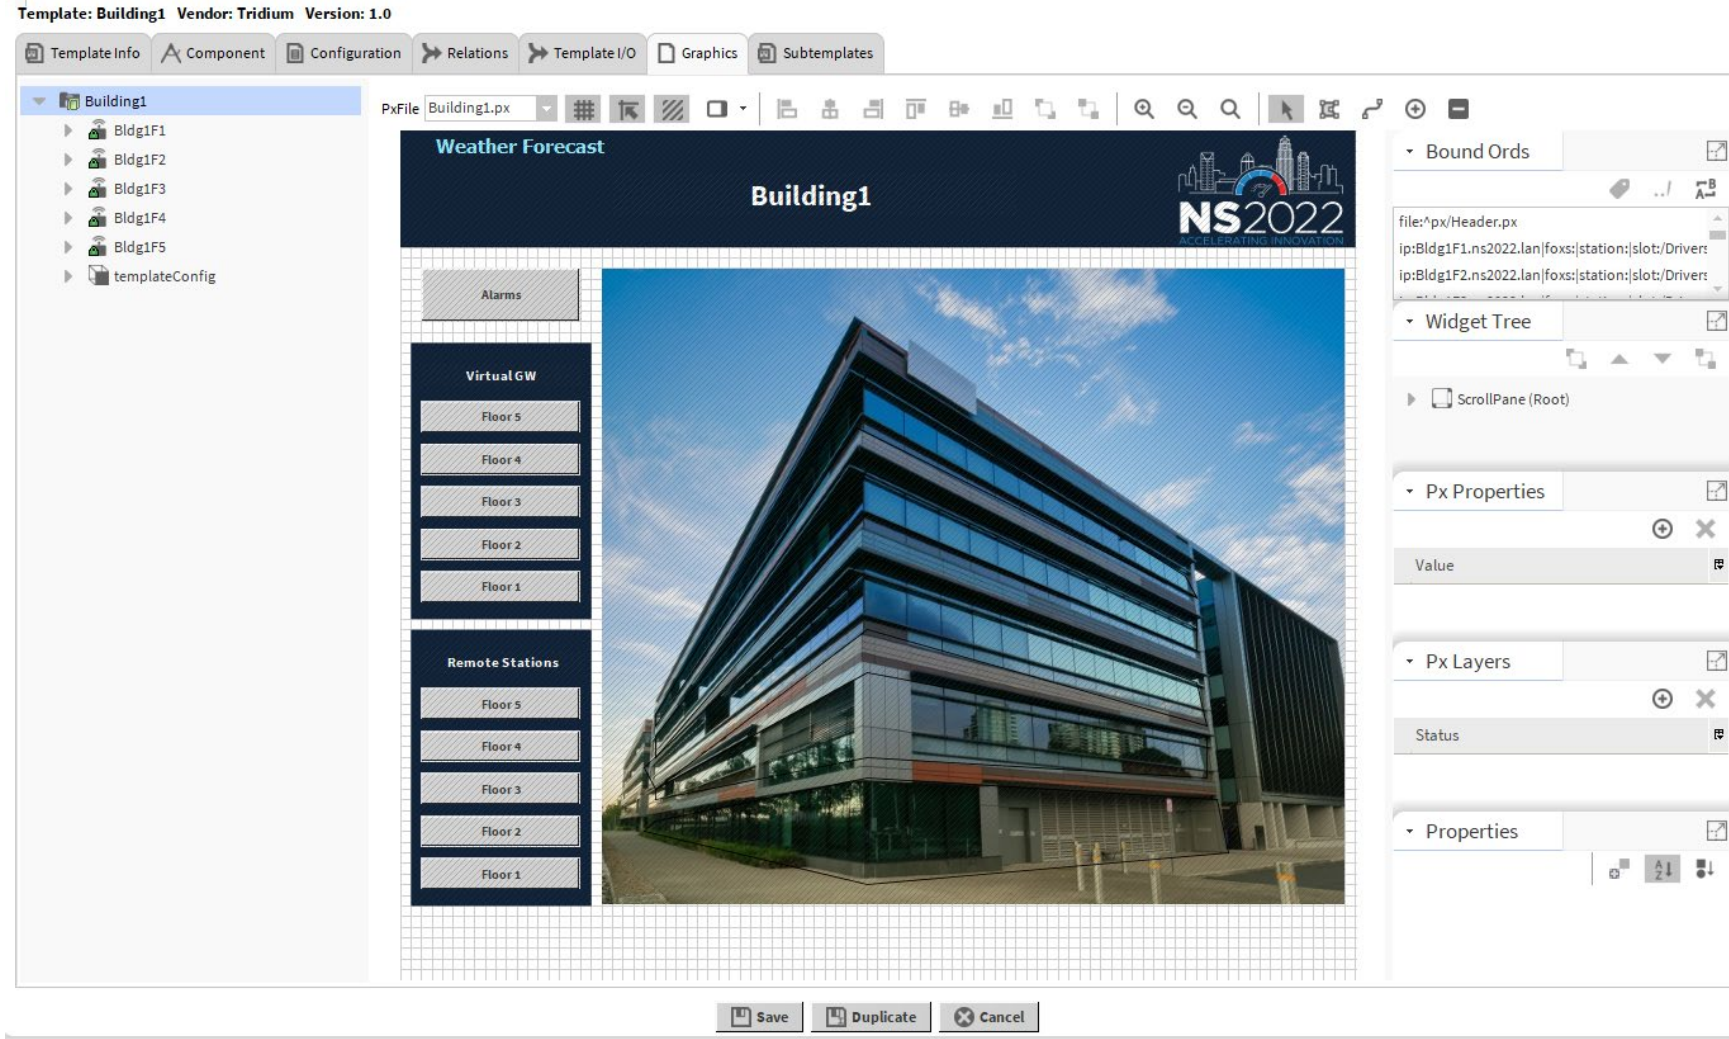 Template: Building1 Vendor: Tridium Version: 1.0
Template Info Component Configuration Relations Template I/O Graphics Subtemplates
Building1
Bldg1F1
Bldg1F2
Bldg1F3
Bldg1F4
Bldg1F5
templateConfig
PxFile Building1.px
Weather Forecast
Building1
NS2022
ACCELERATING INNOVATION
Alarms
Virtual GW
Floor 5
Floor 4
Floor 3
Floor 2
Floor 1
Remote Stations
Floor 5
Floor 4
Floor 3
Floor 2
Floor 1
Bound Ords
file:^px/Header.px
ip:Bldg1F1.ns2022.lan|foxs:|station:|slot:/Drivers
ip:Bldg1F2.ns2022.lan|foxs:|station:|slot:/Drivers
Widget Tree
ScrollPane (Root)
Px Properties
Value
Px Layers
Status
Properties
Save Duplicate Cancel